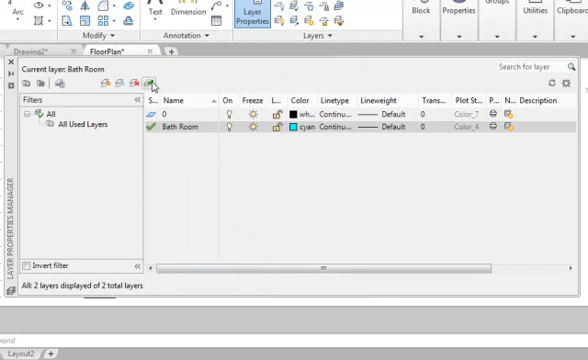 Text
Dimension
Layer
Properties
Block
Properties
Groups
Utilities
Clipboard
Modify
Layers
Drawing2*
FloorPlan*
Current layer: Bath Room
Search for layer
Filters
All
All Used Layers
S...
Name
On
Freeze
L...
Color
Linetype
Lineweight
Trans...
Plot St...
P...
N...
Description
0
wh...
Continu...
Default
0
Color_7
Bath Room
cyan
Continu...
Default
0
Color_4
Invert filter
All: 2 layers displayed of 2 total layers
LAYER PROPERTIES MANAGER
mand
Layout2